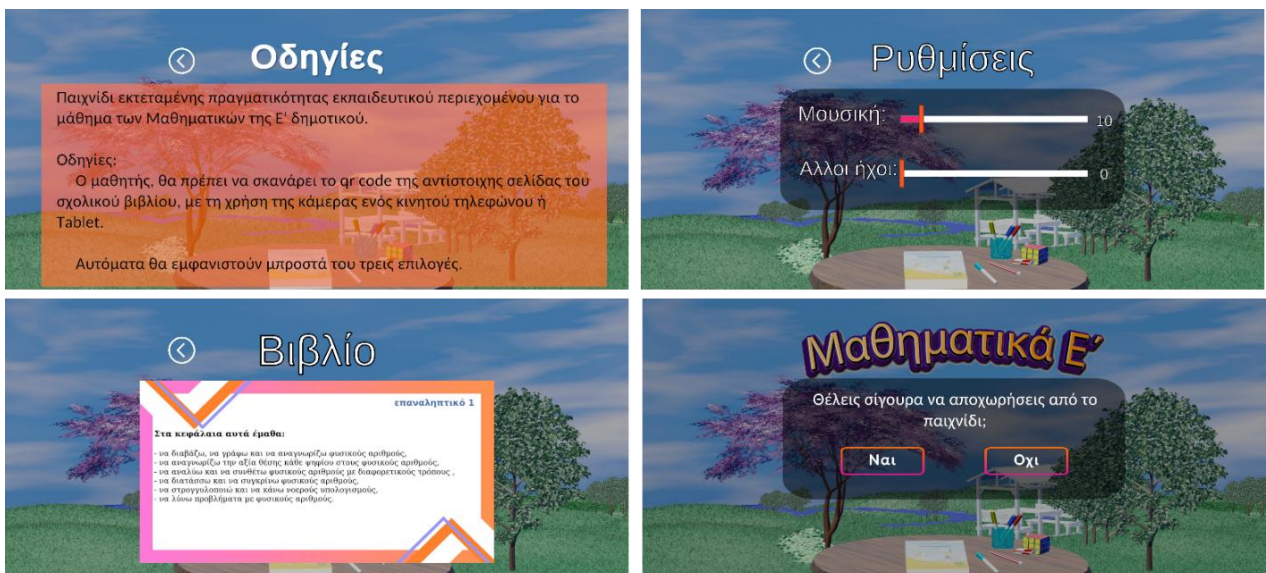 Οδηγίες
Παιχνίδι εκτεταμένης πραγματικότητας εκπαιδευτικού περιεχομένου για το
μάθημα των Μαθηματικών της Ε' δημοτικού.
Οδηγίες:
Ο μαθητής, θα πρέπει να σκανάρει το qr code της αντίστοιχης σελίδας του
σχολικού βιβλίου, με τη χρήση της κάμερας ενός κινητού τηλεφώνου ή
Tablet.
Αυτόματα θα εμφανιστούν μπροστά του τρεις επιλογές.
Ρυθμίσεις
Μουσική: 10
Άλλοι ήχοι: 0
Βιβλίο
επαναληπτικό 1
Στα κεφάλαια αυτά έμαθα:
- να διαβάζω, να γράφω και να αναγνωρίζω φυσικούς αριθμούς,
- να αναγνωρίζω την αξία θέσης κάθε ψηφίου στους φυσικούς αριθμούς,
- να αναλύω και να συνθέτω φυσικούς αριθμούς με διαφορετικούς τρόπους ,
- να διατάσσω και να συγκρίνω φυσικούς αριθμούς,
- να στρογγυλοποιώ και να κάνω νοερούς υπολογισμούς,
- να λύνω προβλήματα με φυσικούς αριθμούς.
Μαθηματικά Ε΄
Θέλεις σίγουρα να αποχωρήσεις από το
παιχνίδι;
Ναι Οχι